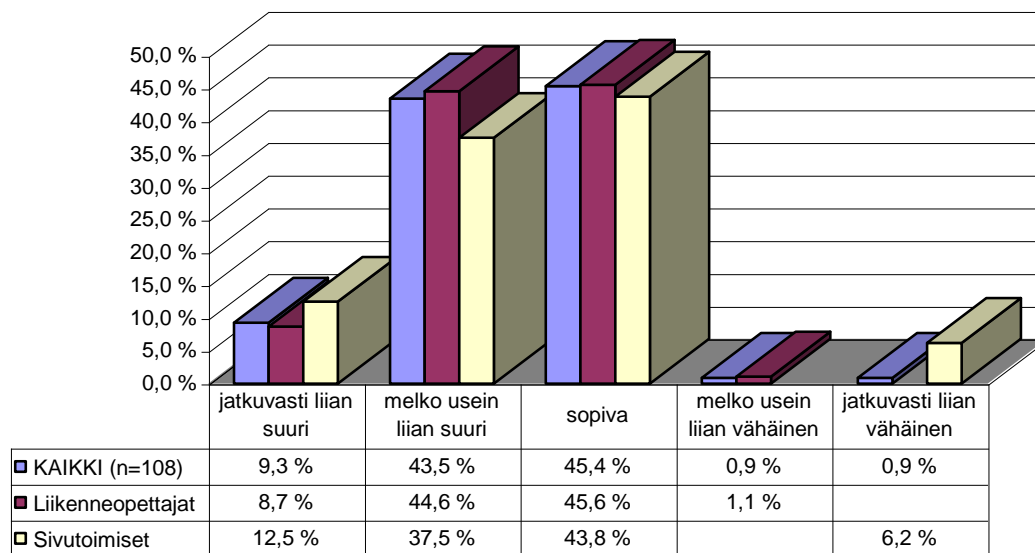 50,0 %
45,0 %
40,0 %
35,0 %
30,0 %
25,0 %
20,0 %
15,0 %
10,0 %
5,0 %
0,0 %
jatkuvasti liian suuri
melko usein liian suuri
sopiva
melko usein liian vähäinen
jatkuvasti liian vähäinen
KAIKKI (n=108) 9,3 % 43,5 % 45,4 % 0,9 % 0,9 %
Liikenneopettajat 8,7 % 44,6 % 45,6 % 1,1 %
Sivutoimiset 12,5 % 37,5 % 43,8 % 6,2 %